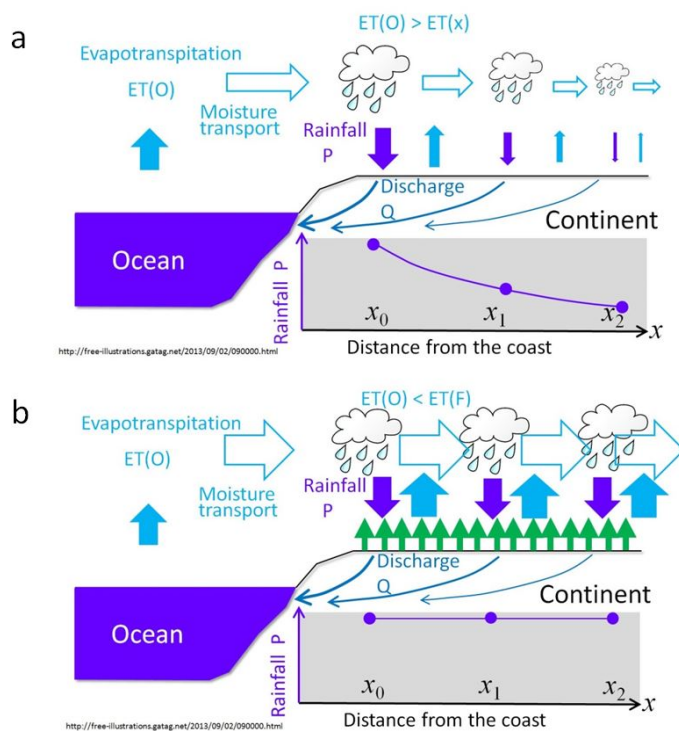 a
ET(O) > ET(x)
Evapotranspitation
ET(O)
Moisture
transport
Rainfall
P
Discharge
Q
Continent
Ocean
Rainfall P
x0
x1
x2
x
Distance from the coast
http://free-illustrations.gatag.net/2013/09/02/090000.html
b
ET(O) < ET(F)
Evapotranspitation
ET(O)
Moisture
transport
Rainfall
P
Discharge
Q
Continent
Ocean
Rainfall P
x0
x1
x2
x
Distance from the coast
http://free-illustrations.gatag.net/2013/09/02/090000.html